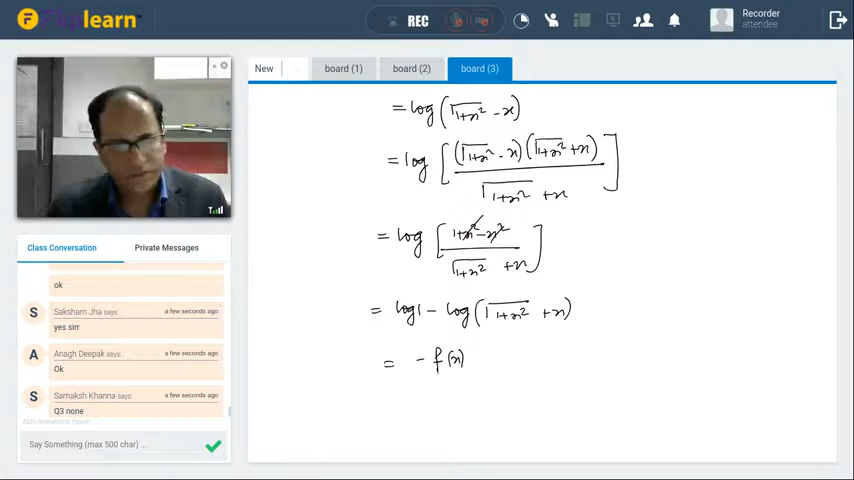 Fliplearn
REC
Recorder
attendee
New
board (1)
board (2)
board (3)
= log(√1+x² - x)
= log [ (√1+x² - x)(√1+x² + x) / √1+x² + x ]
= log [ 1+x² - x² / √1+x² + x ]
= log1 - log(√1+x² + x)
= - f(x)
Class Conversation
Private Messages
ok
S
Saksham Jha says:
a few seconds ago
yes sirr
A
Anagh Deepak says:
a few seconds ago
Ok
S
Samaksh Khanna says:
a few seconds ago
Q3 none
Say Something (max 500 char) ...